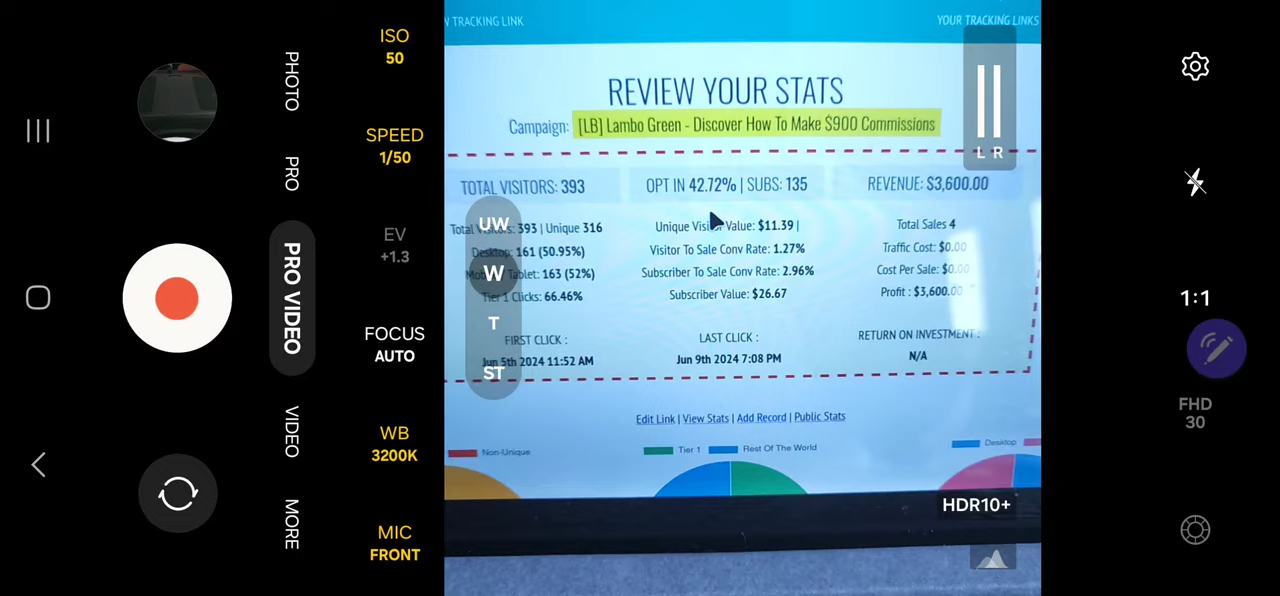 PHOTO
PRO
PRO VIDEO
VIDEO
MORE
ISO
50
SPEED
1/50
EV
+1.3
FOCUS
AUTO
WB
3200K
MIC
FRONT
TRACKING LINK
YOUR TRACKING LINKS
REVIEW YOUR STATS
Campaign: [LB] Lambo Green - Discover How To Make $900 Commissions
L R
TOTAL VISITORS: 393
OPT IN 42.72% | SUBS: 135
REVENUE: $3,600.00
Total Visitors: 393 | Unique 316
Desktop: 161 (50.95%)
Tablet: 163 (52%)
Tier 1 Clicks: 66.46%
Unique Visitor Value: $11.39 |
Visitor To Sale Conv Rate: 1.27%
Subscriber To Sale Conv Rate: 2.96%
Subscriber Value: $26.67
Total Sales 4
Traffic Cost: $0.00
Cost Per Sale: $0.00
Profit : $3,600.00
UW
W
T
ST
FIRST CLICK :
Jun 5th 2024 11:52 AM
LAST CLICK :
Jun 9th 2024 7:08 PM
RETURN ON INVESTMENT :
N/A
Edit Link | View Stats | Add Record | Public Stats
Non-Unique
Tier 1
Rest Of The World
Desktop
HDR10+
1:1
FHD
30